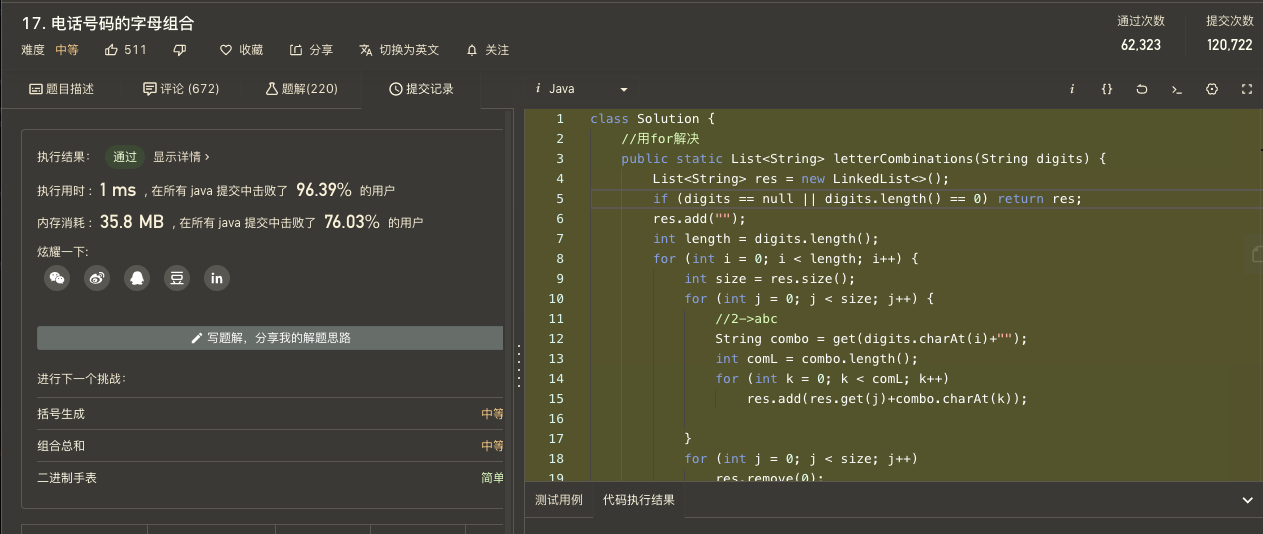 17. 电话号码的字母组合
通过次数
提交次数
62,323
120,722
难度 中等 511 收藏 分享 切换为英文 关注
题目描述
评论 (672)
题解(220)
提交记录
执行结果: 通过 显示详情 ›
执行用时 : 1 ms , 在所有 java 提交中击败了 96.39% 的用户
内存消耗 : 35.8 MB , 在所有 java 提交中击败了 76.03% 的用户
炫耀一下:
豆 in
写题解, 分享我的解题思路
进行下一个挑战:
括号生成 中等
组合总和 中等
二进制手表 简单
i Java
i {} >_
1 class Solution {
2 //用for解决
3 public static List<String> letterCombinations(String digits) {
4 List<String> res = new LinkedList<>();
5 if (digits == null || digits.length() == 0) return res;
6 res.add("");
7 int length = digits.length();
8 for (int i = 0; i < length; i++) {
9 int size = res.size();
10 for (int j = 0; j < size; j++) {
11 //2->abc
12 String combo = get(digits.charAt(i)+"");
13 int comL = combo.length();
14 for (int k = 0; k < comL; k++)
15 res.add(res.get(j)+combo.charAt(k));
16
17 }
18 for (int j = 0; j < size; j++)
19 res.remove(0);
测试用例
代码执行结果